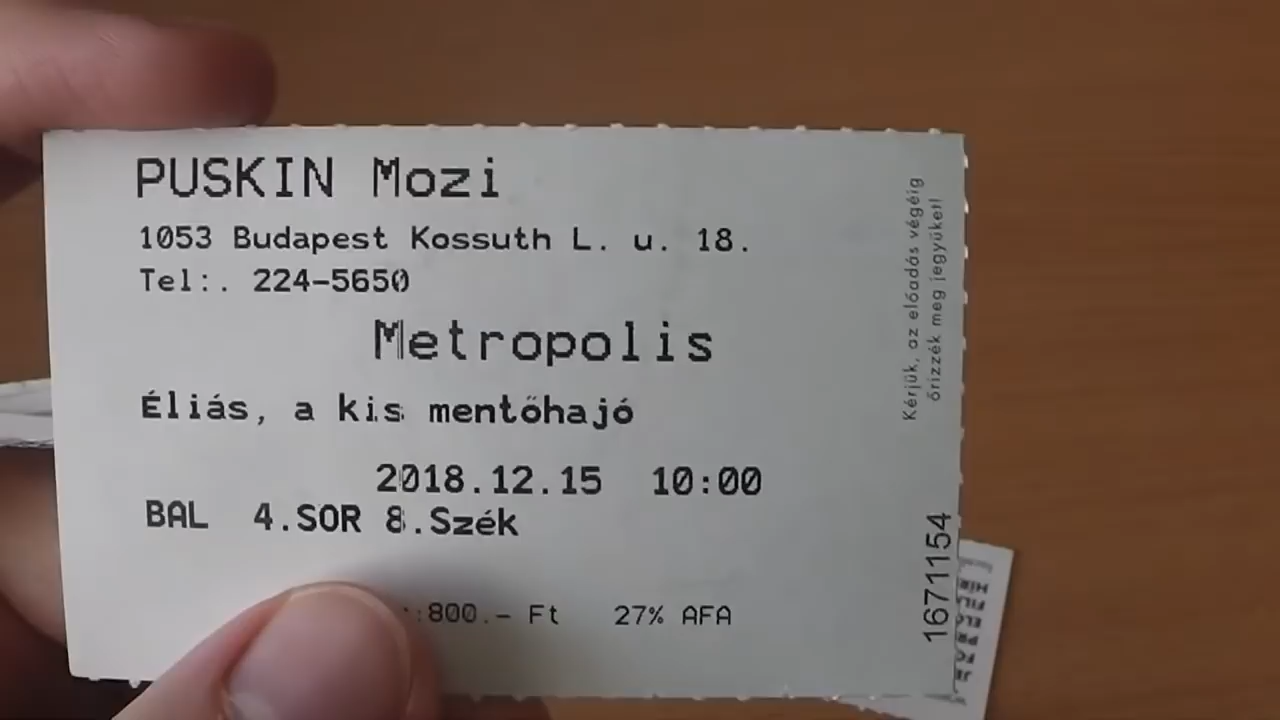 PUSKIN Mozi
1053 Budapest Kossuth L. u. 18.
Tel:. 224-5650
Metropolis
Éliás, a kis mentőhajó
2018.12.15 10:00
BAL 4.SOR 8.Szék
:800.- Ft 27% AFA
Kérjük, az előadás végéig
őrizzék meg jegyüket!
1671154